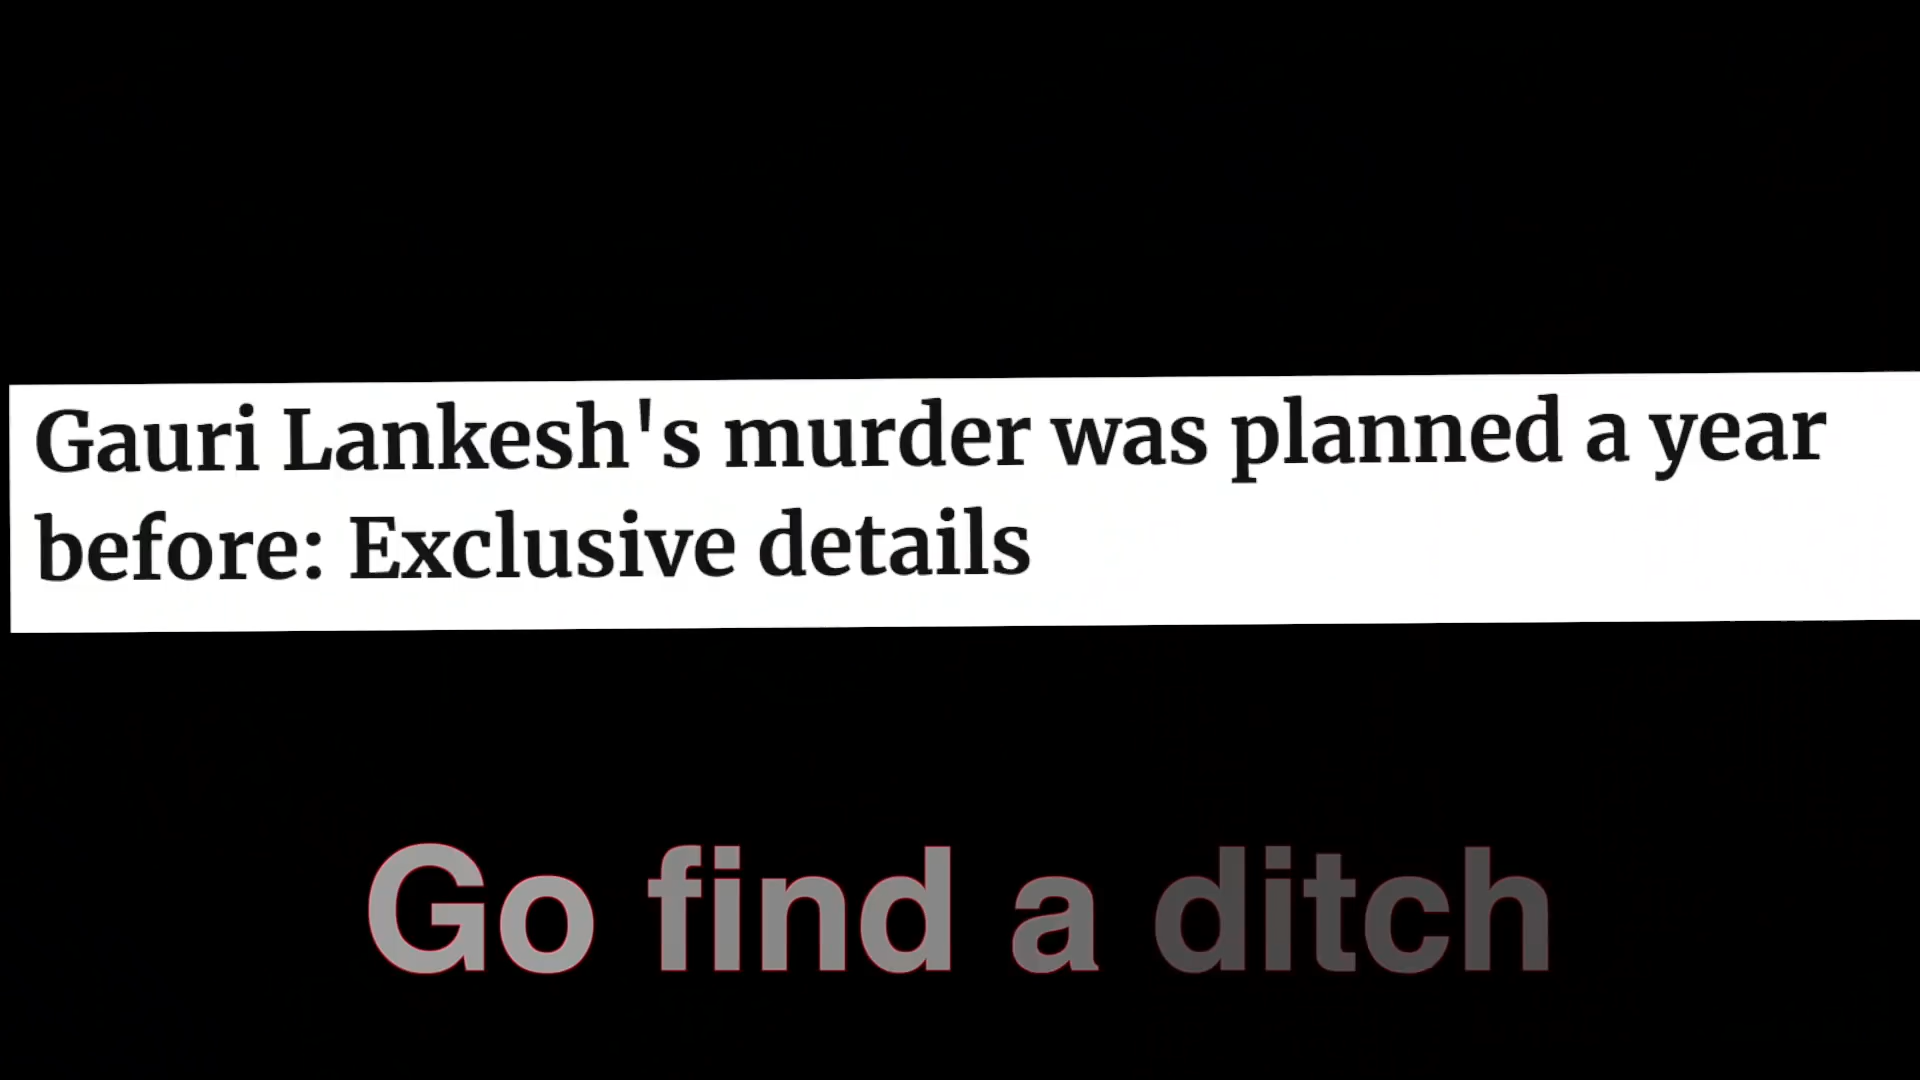 Gauri Lankesh's murder was planned a year
before: Exclusive details
Go find a ditch